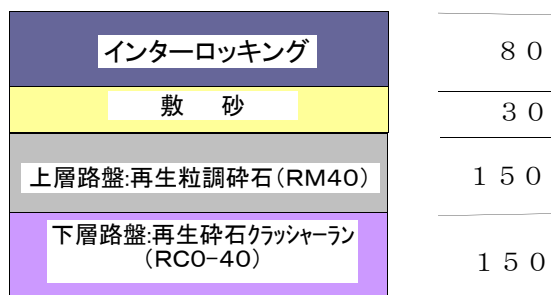 インターロッキング
８０
敷　砂
３０
上層路盤:再生粒調砕石（RM40）
１５０
下層路盤:再生砕石ｸﾗｯｼｬｰﾗﾝ
（RC0-40）
１５０